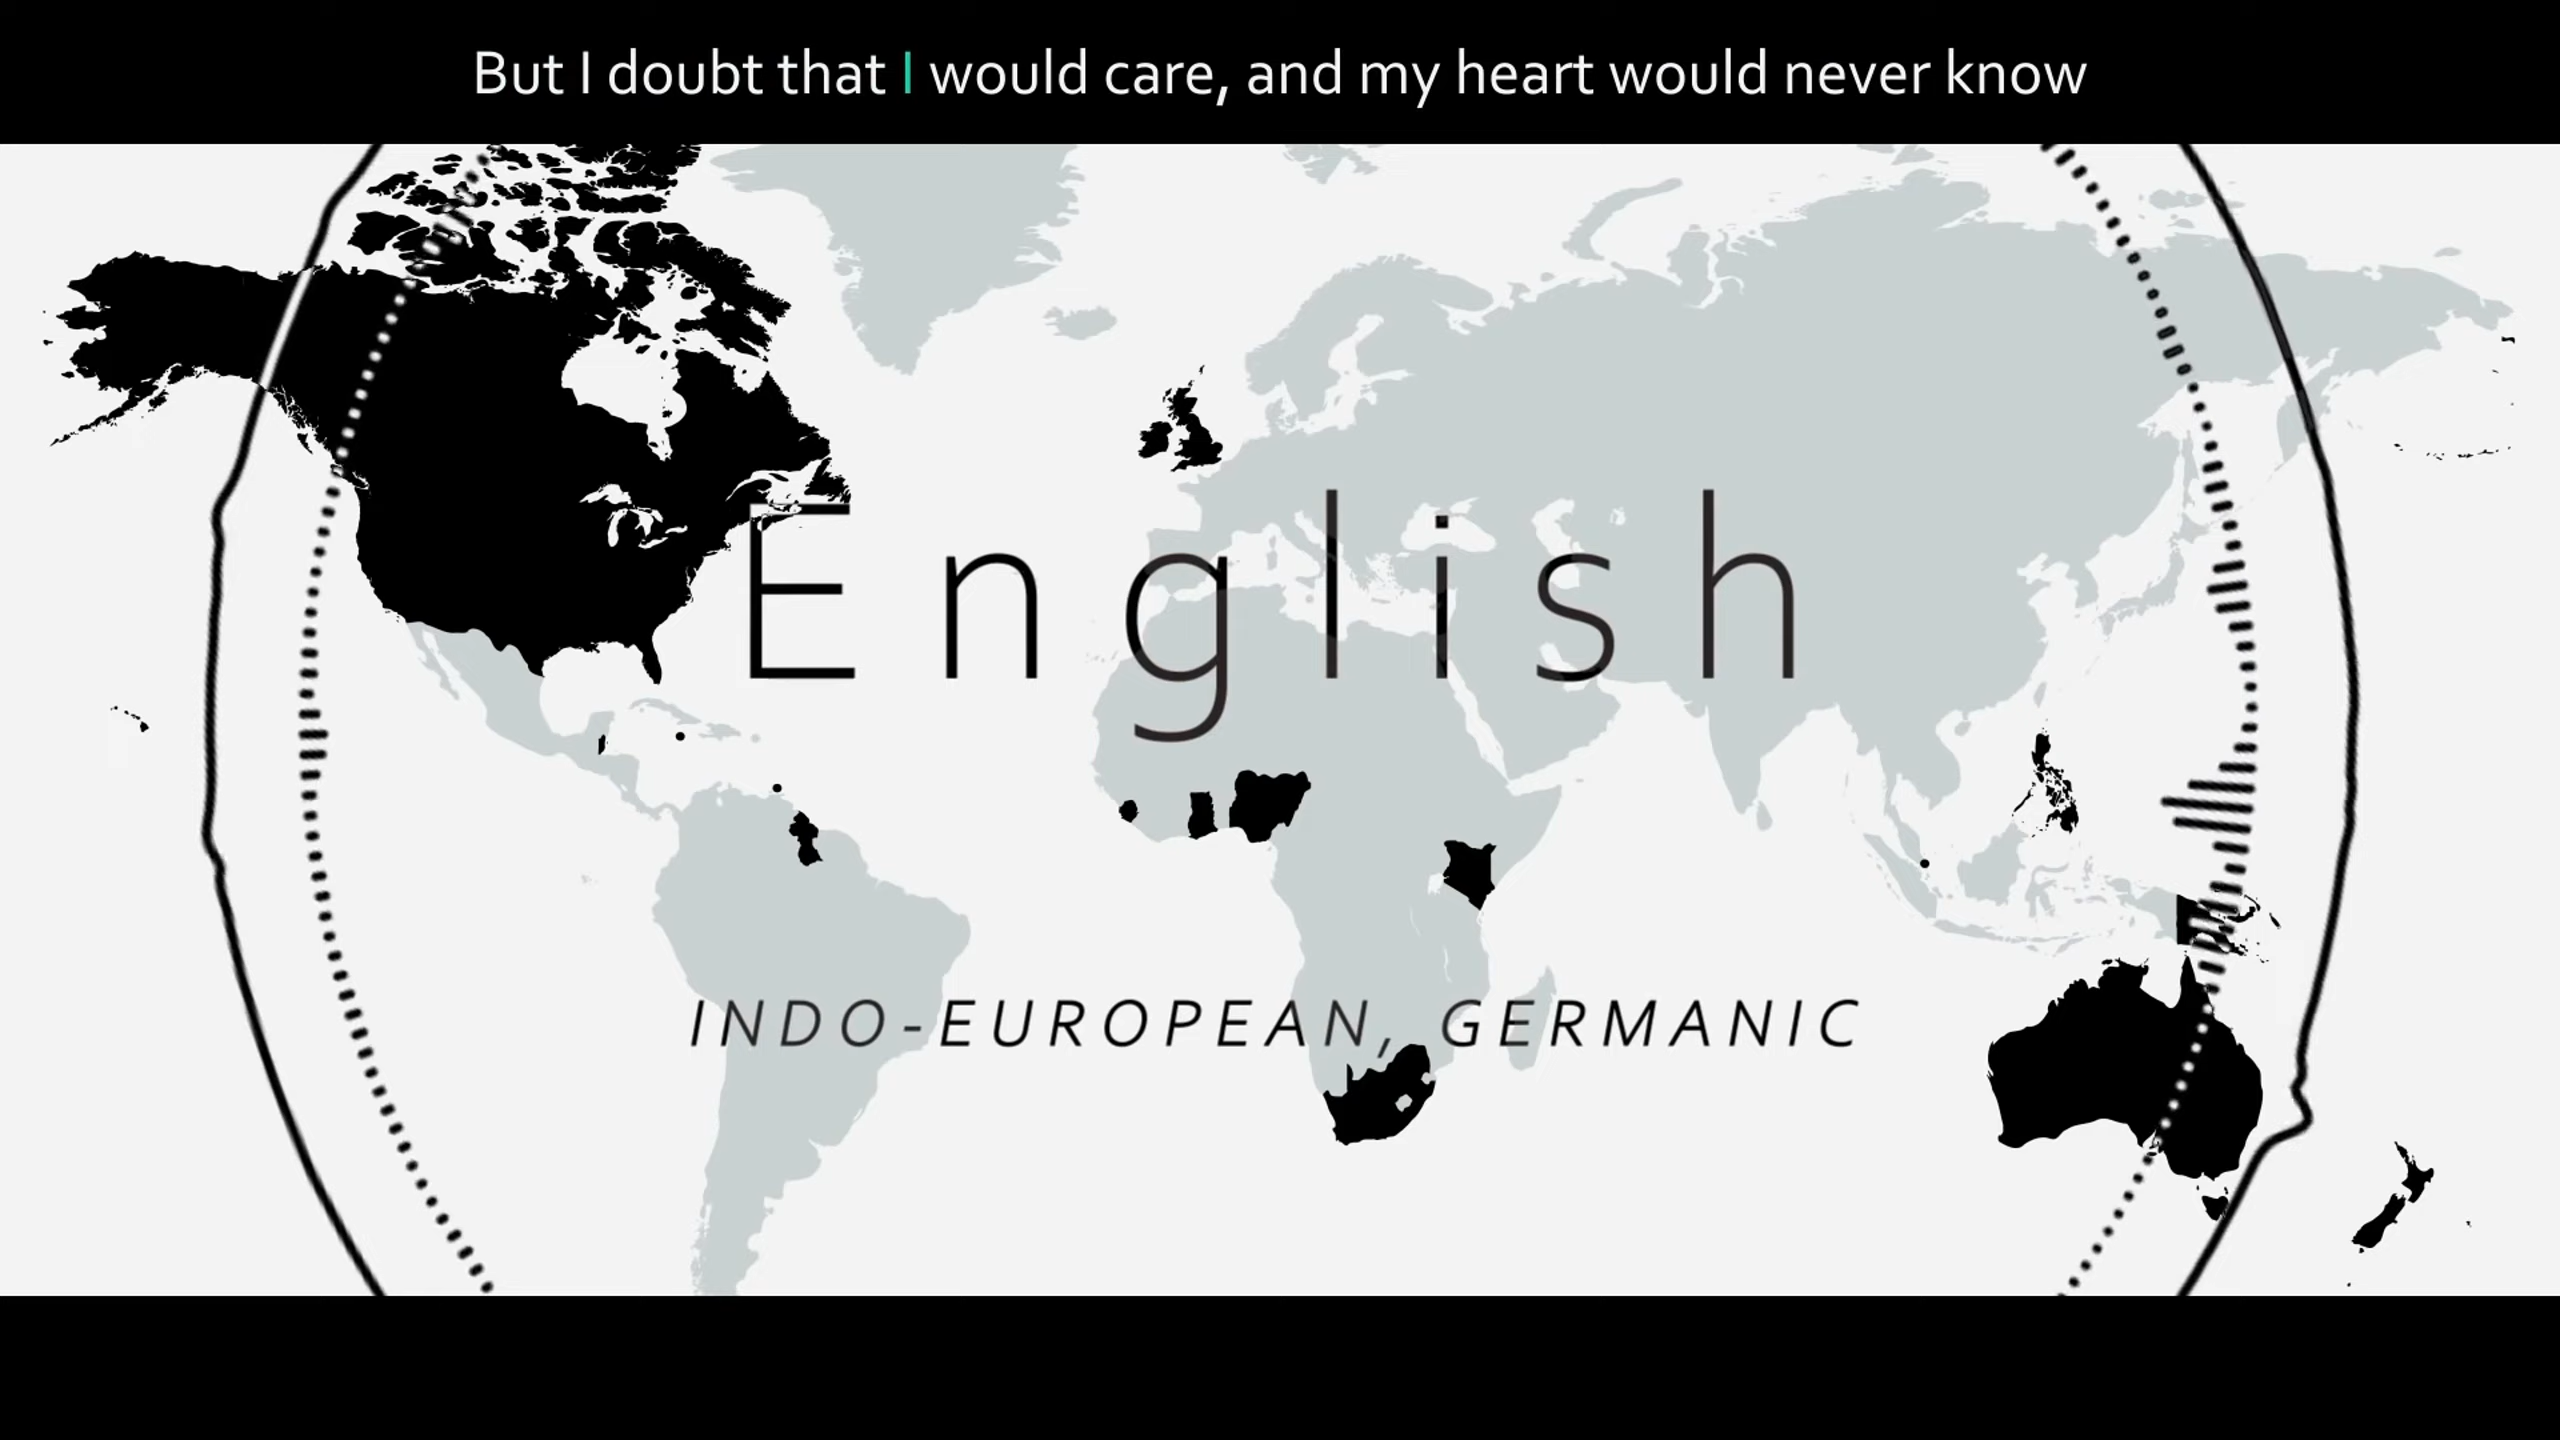 But I doubt that I would care, and my heart would never know
English
INDO-EUROPEAN, GERMANIC